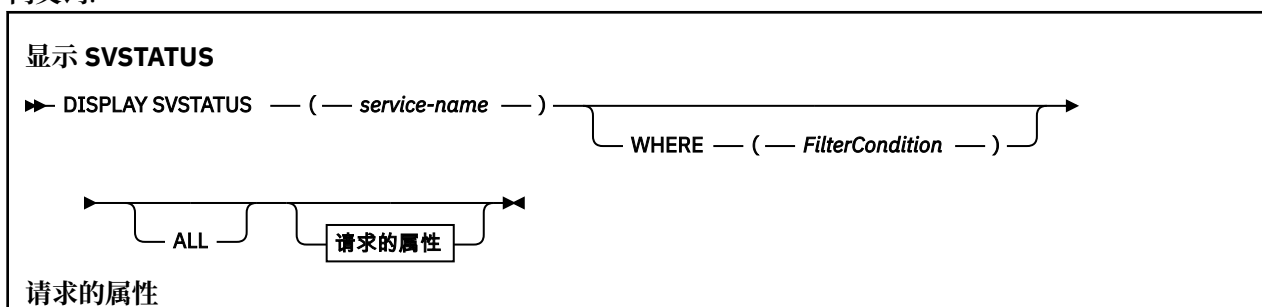 显示 SVSTATUS
DISPLAY SVSTATUS ( service-name )
WHERE ( FilterCondition )
ALL 请求的属性
请求的属性